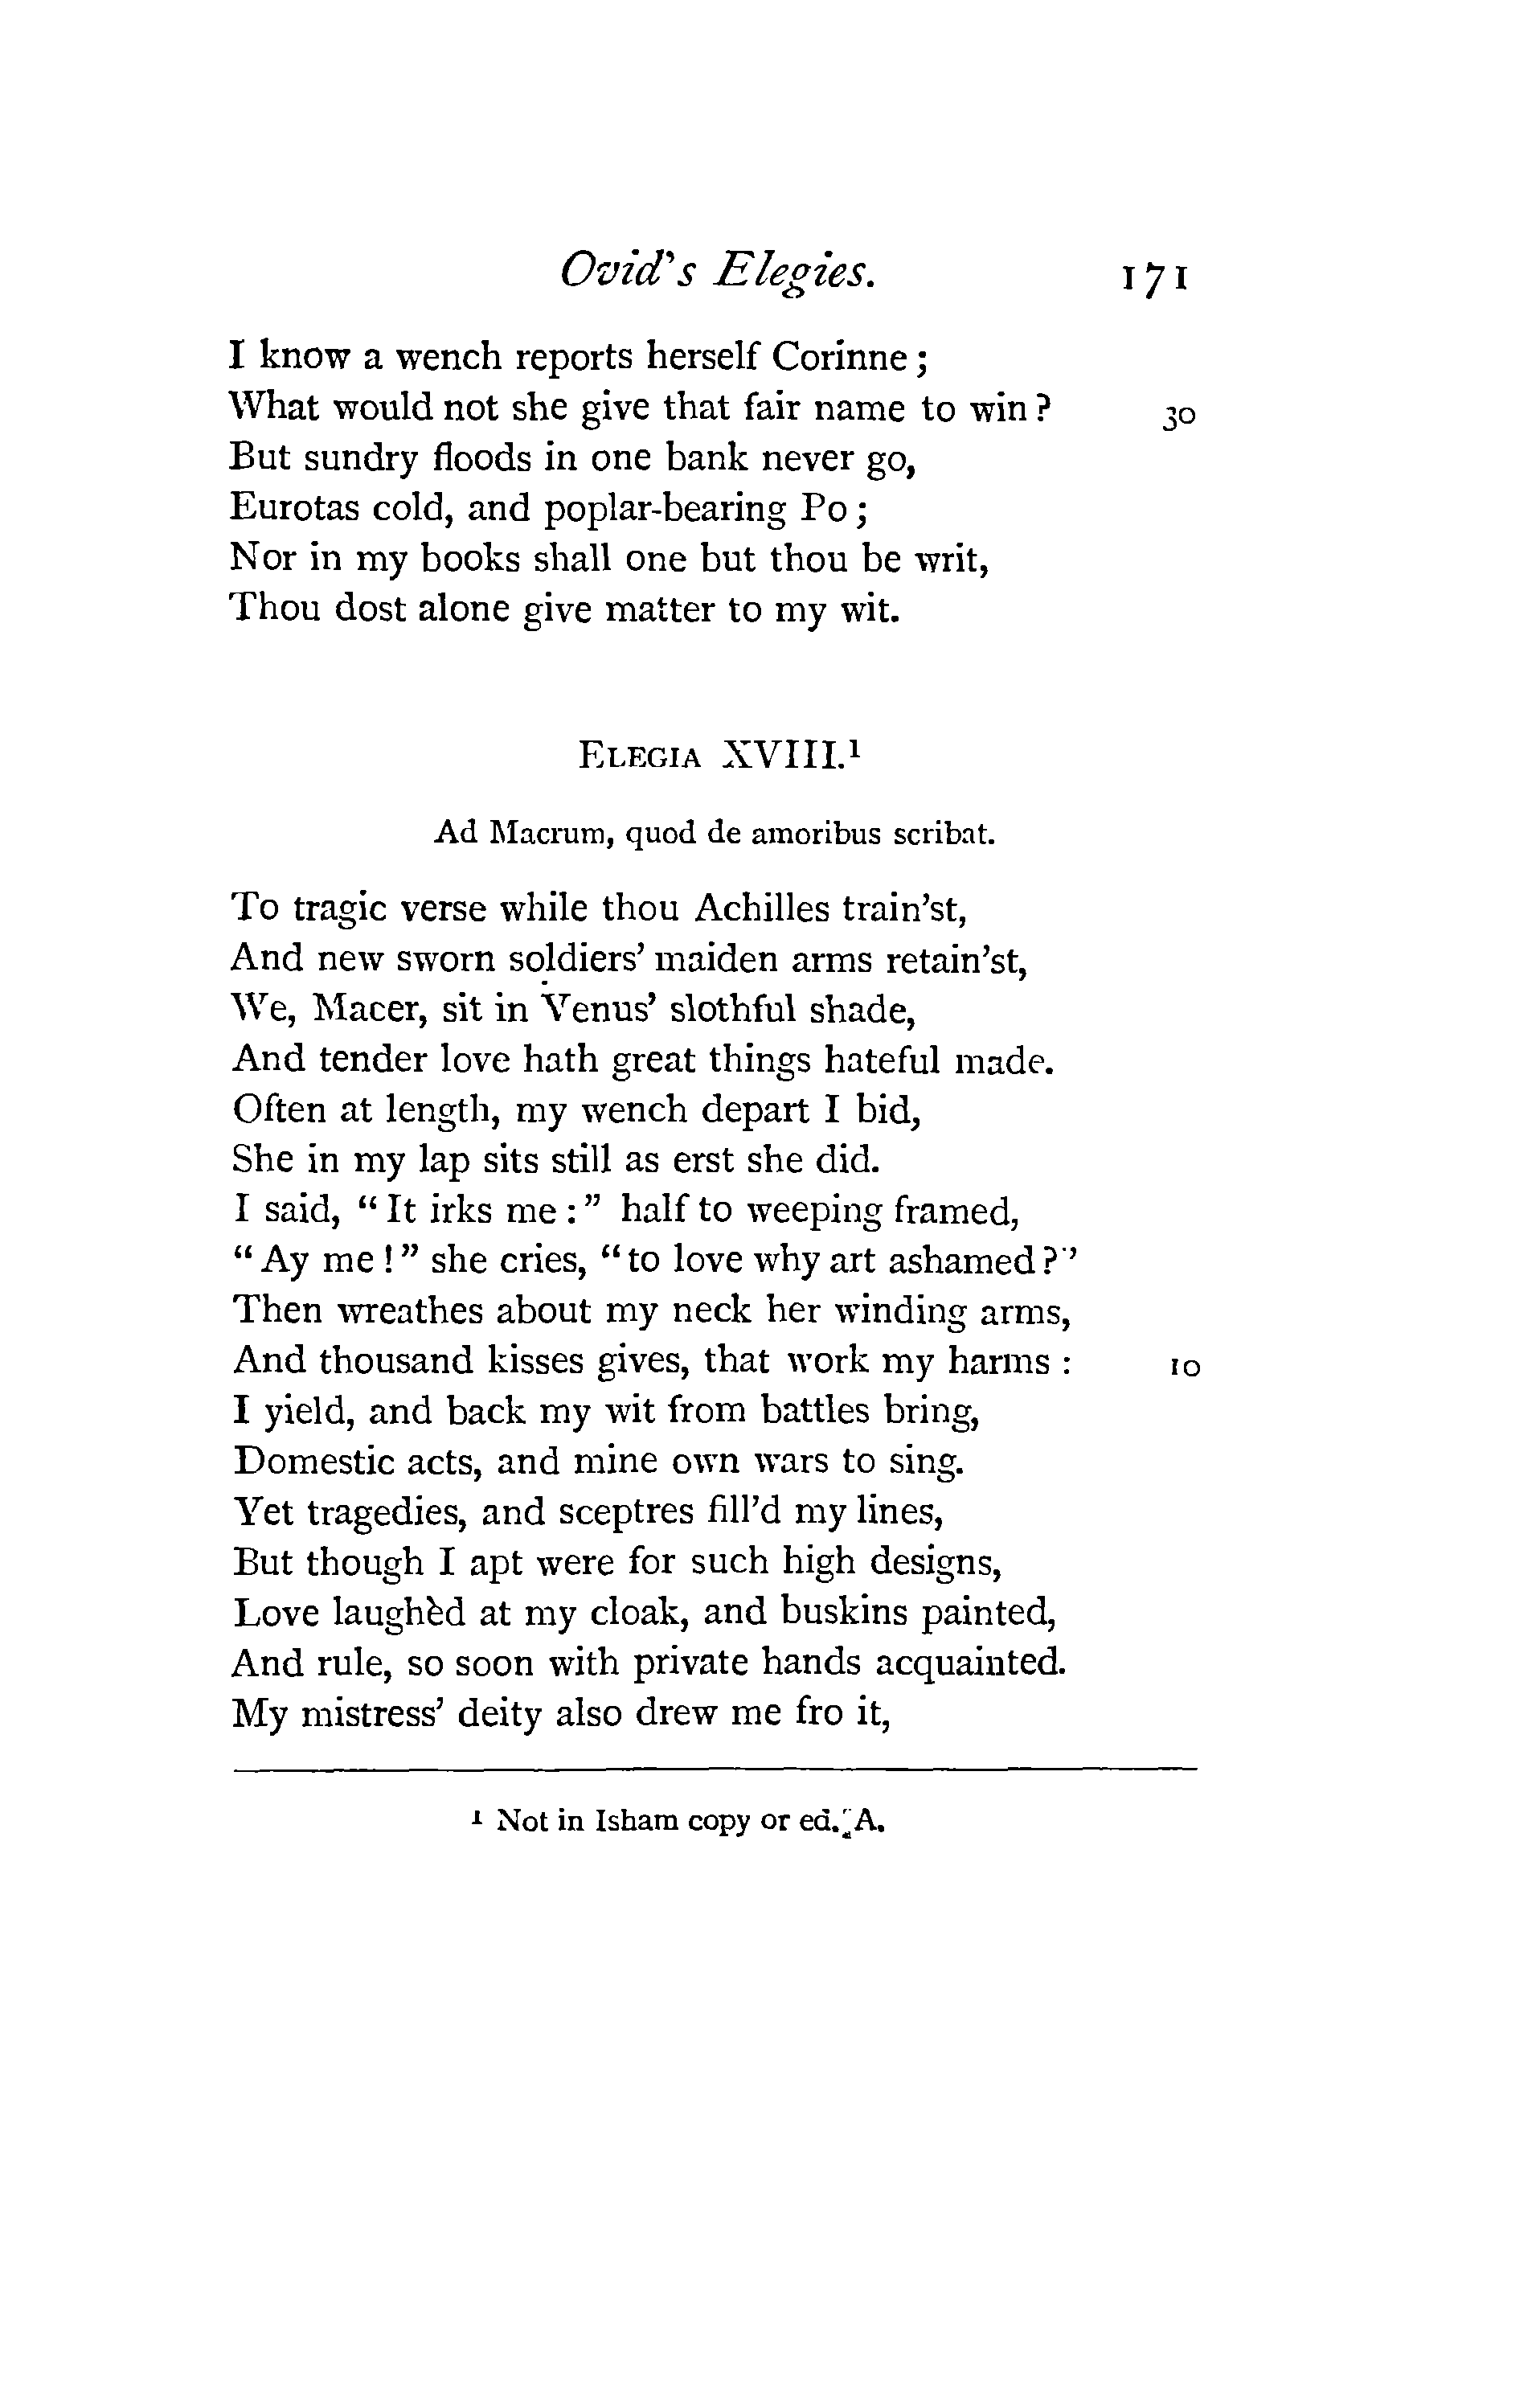 Ovid's Elegies. 171
I know a wench reports herself Corinne ;
What would not she give that fair name to win ? 30
But sundry floods in one bank never go,
Eurotas cold, and poplar-bearing Po ;
Nor in my books shall one but thou be writ,
Thou dost alone give matter to my wit.
ELEGIA XVIII.¹
Ad Macrum, quod de amoribus scribat.
To tragic verse while thou Achilles train'st,
And new sworn soldiers' maiden arms retain'st,
We, Macer, sit in Venus' slothful shade,
And tender love hath great things hateful made.
Often at length, my wench depart I bid,
She in my lap sits still as erst she did.
I said, " It irks me : " half to weeping framed,
" Ay me ! " she cries, " to love why art ashamed ? "
Then wreathes about my neck her winding arms,
And thousand kisses gives, that work my harms : 10
I yield, and back my wit from battles bring,
Domestic acts, and mine own wars to sing.
Yet tragedies, and sceptres fill'd my lines,
But though I apt were for such high designs,
Love laughèd at my cloak, and buskins painted,
And rule, so soon with private hands acquainted.
My mistress' deity also drew me fro it,
¹ Not in Isham copy or ed. A.